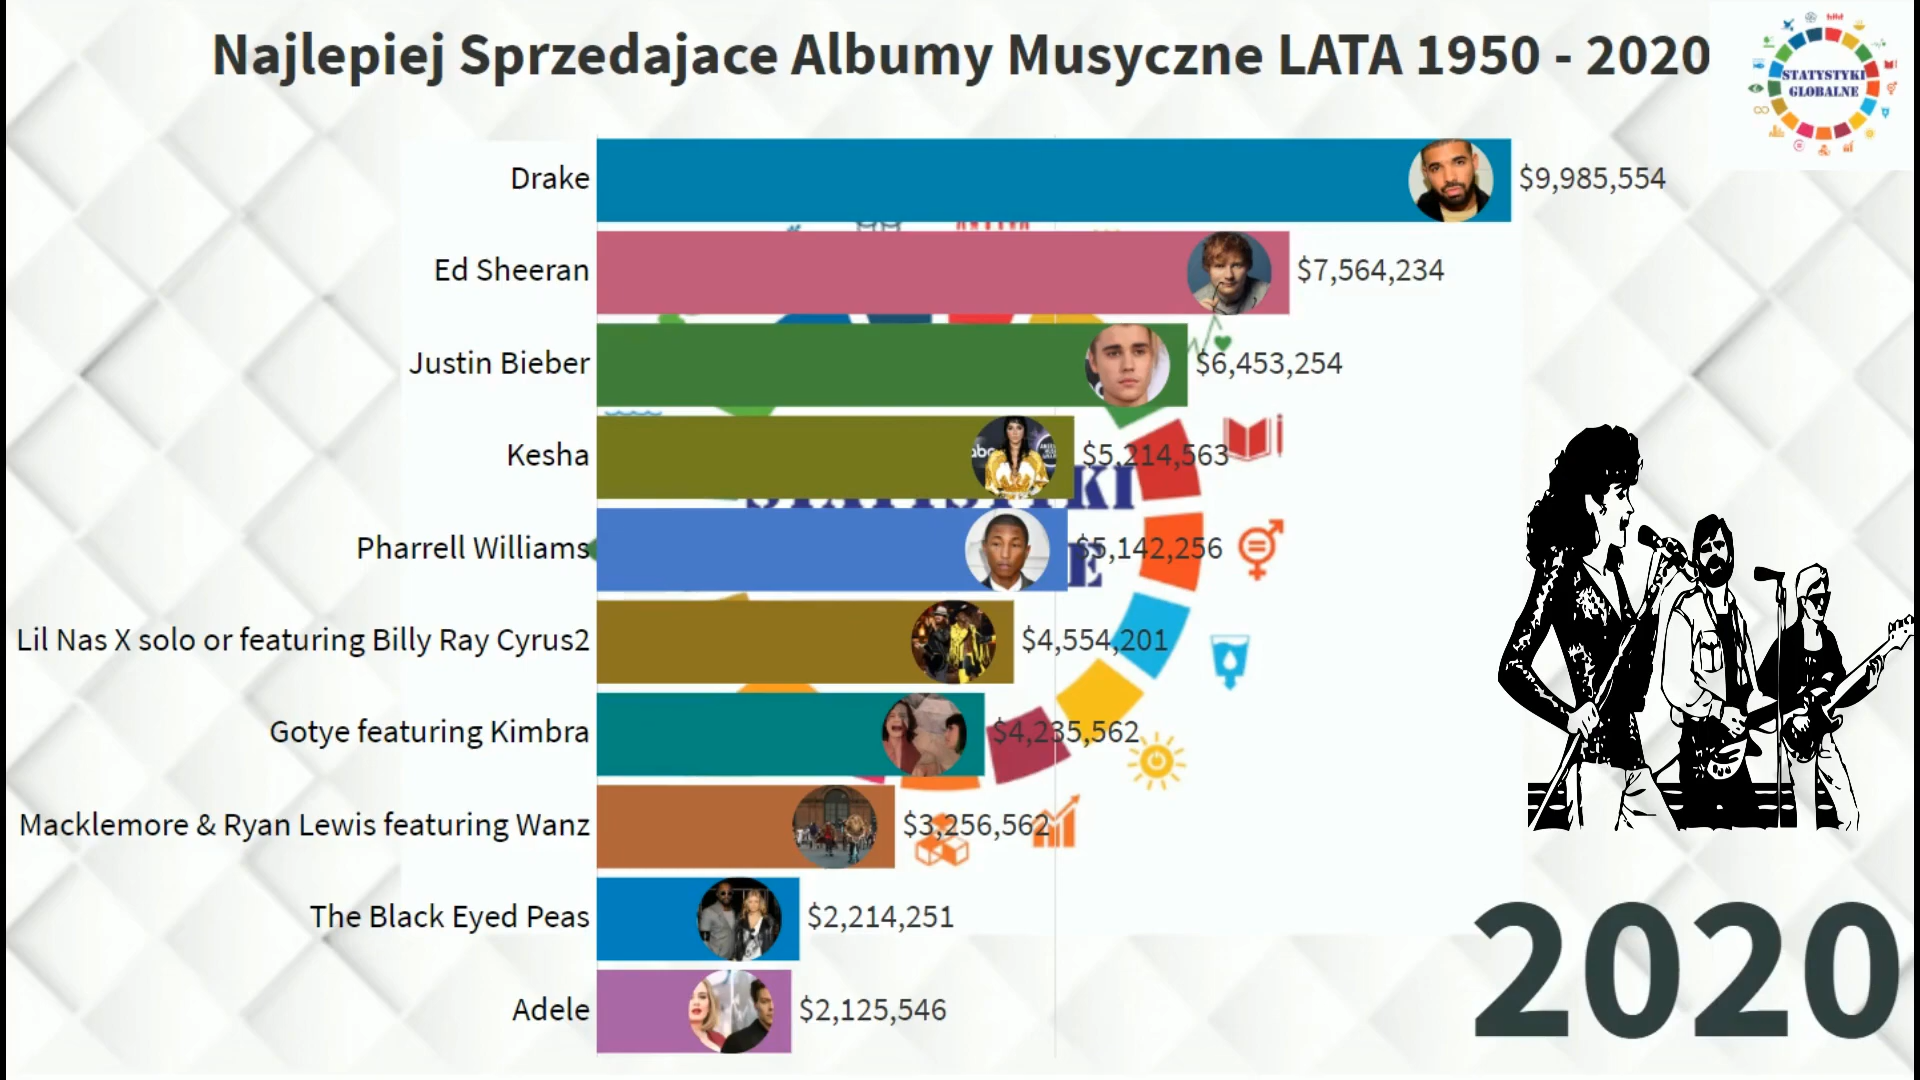 Najlepiej Sprzedajace Albumy Musyczne LATA 1950 - 2020
STATYSTYKI
GLOBALNE
Drake
$9,985,554
Ed Sheeran
$7,564,234
Justin Bieber
$6,453,254
Kesha
$5,214,563
Pharrell Williams
$5,142,256
Lil Nas X solo or featuring Billy Ray Cyrus2
$4,554,201
Gotye featuring Kimbra
$4,235,562
Macklemore & Ryan Lewis featuring Wanz
$3,256,562
The Black Eyed Peas
$2,214,251
Adele
$2,125,546
2020